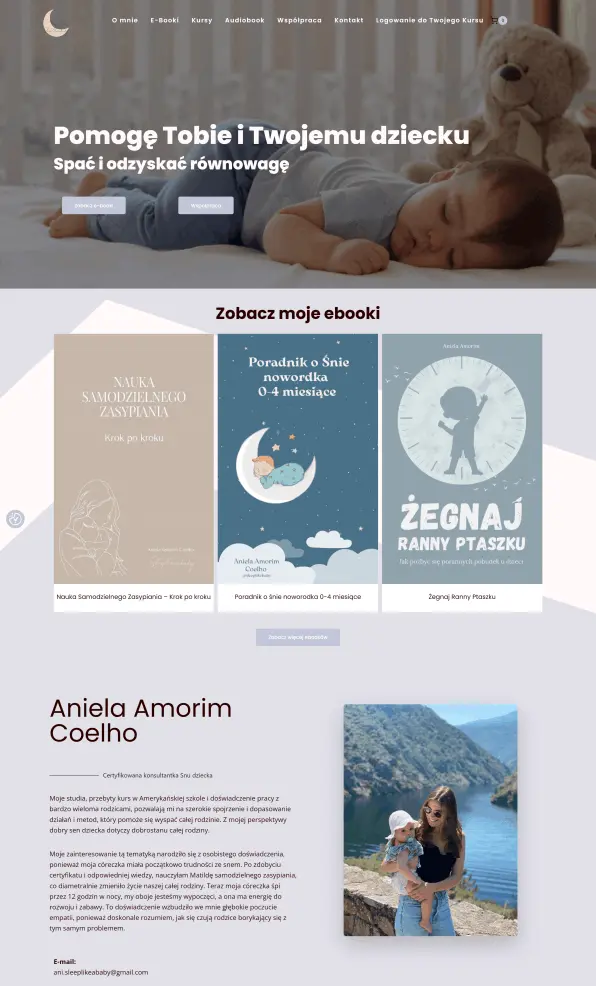 O mnie E-Booki Kursy Audiobook Współpraca Kontakt Logowanie do Twojego Kursu 0
Pomogę Tobie i Twojemu dziecku
Spać i odzyskać równowagę
Zobacz e-booki Współpraca
Zobacz moje ebooki
NAUKA
SAMODZIELNEGO
ZASYPIANIA
Krok po kroku
Poradnik o Śnie
nowordka
0-4 miesiące
Aniela Amorim
Coelho
Aniela Amorim
ŻEGNAJ
RANNY PTASZKU
Jak pozbyć się porannych pobudek u dzieci
Nauka Samodzielnego Zasypiania – Krok po kroku
Poradnik o śnie noworodka 0-4 miesiące
Żegnaj Ranny Ptaszku
Zobacz więcej
Aniela Amorim
Coelho
Certyfikowana konsultantka Snu dziecka
Moje studia, przebyty kurs w Amerykańskiej szkole i doświadczenie pracy z
bardzo wieloma rodzicami, pozwalają mi na szerokie spojrzenie i dopasowanie
działań i metod, który pomoże się wyspać całej rodzinie. Z mojej perspektywy
dobry sen dziecka dotyczy dobrostanu całej rodziny.
Moje zainteresowanie tą tematyką narodziło się z osobistego doświadczenia,
ponieważ moja córeczka miała początkowo trudności ze snem. Po zdobyciu
certyfikatu i odpowiedniej wiedzy, nauczyłam Matildę samodzielnego zasypiania,
co diametralnie zmieniło życie naszej całej rodziny. Teraz moja córeczka śpi
przez 12 godzin w nocy, my oboje jesteśmy wypoczęci, a ona ma energię do
rozwoju i zabawy. To doświadczenie wzbudziło we mnie głębokie poczucie
empatii, ponieważ doskonale rozumiem, jak się czują rodzice borykający się z
tym samym problemem.
E-mail:
ani.sleeplikeababy@gmail.com